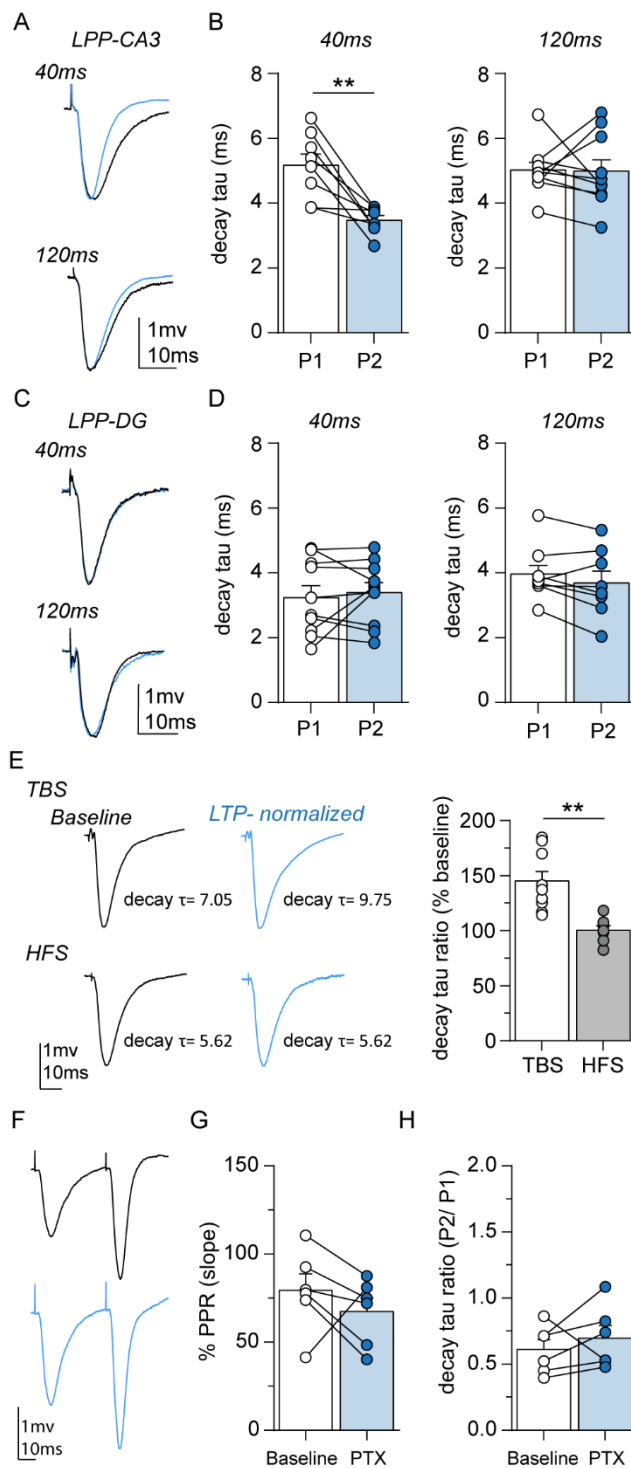 A
LPP-CA3
40ms
120ms
1mv
10ms
B
40ms
**
decay tau (ms)
8
6
4
2
0
P1 P2
120ms
decay tau (ms)
8
6
4
2
0
P1 P2
C
LPP-DG
40ms
120ms
1mv
10ms
D
40ms
decay tau (ms)
8
6
4
2
0
P1 P2
120ms
decay tau (ms)
8
6
4
2
0
P1 P2
E
TBS
Baseline LTP- normalized
decay τ= 7.05 decay τ= 9.75
HFS
decay τ= 5.62 decay τ= 5.62
1mv
10ms
**
decay tau ratio (% baseline)
200
150
100
50
0
TBS HFS
F
1mv
10ms
G
% PPR (slope)
150
100
50
0
Baseline PTX
H
decay tau ratio (P2/ P1)
2.0
1.5
1.0
0.5
0.0
Baseline PTX